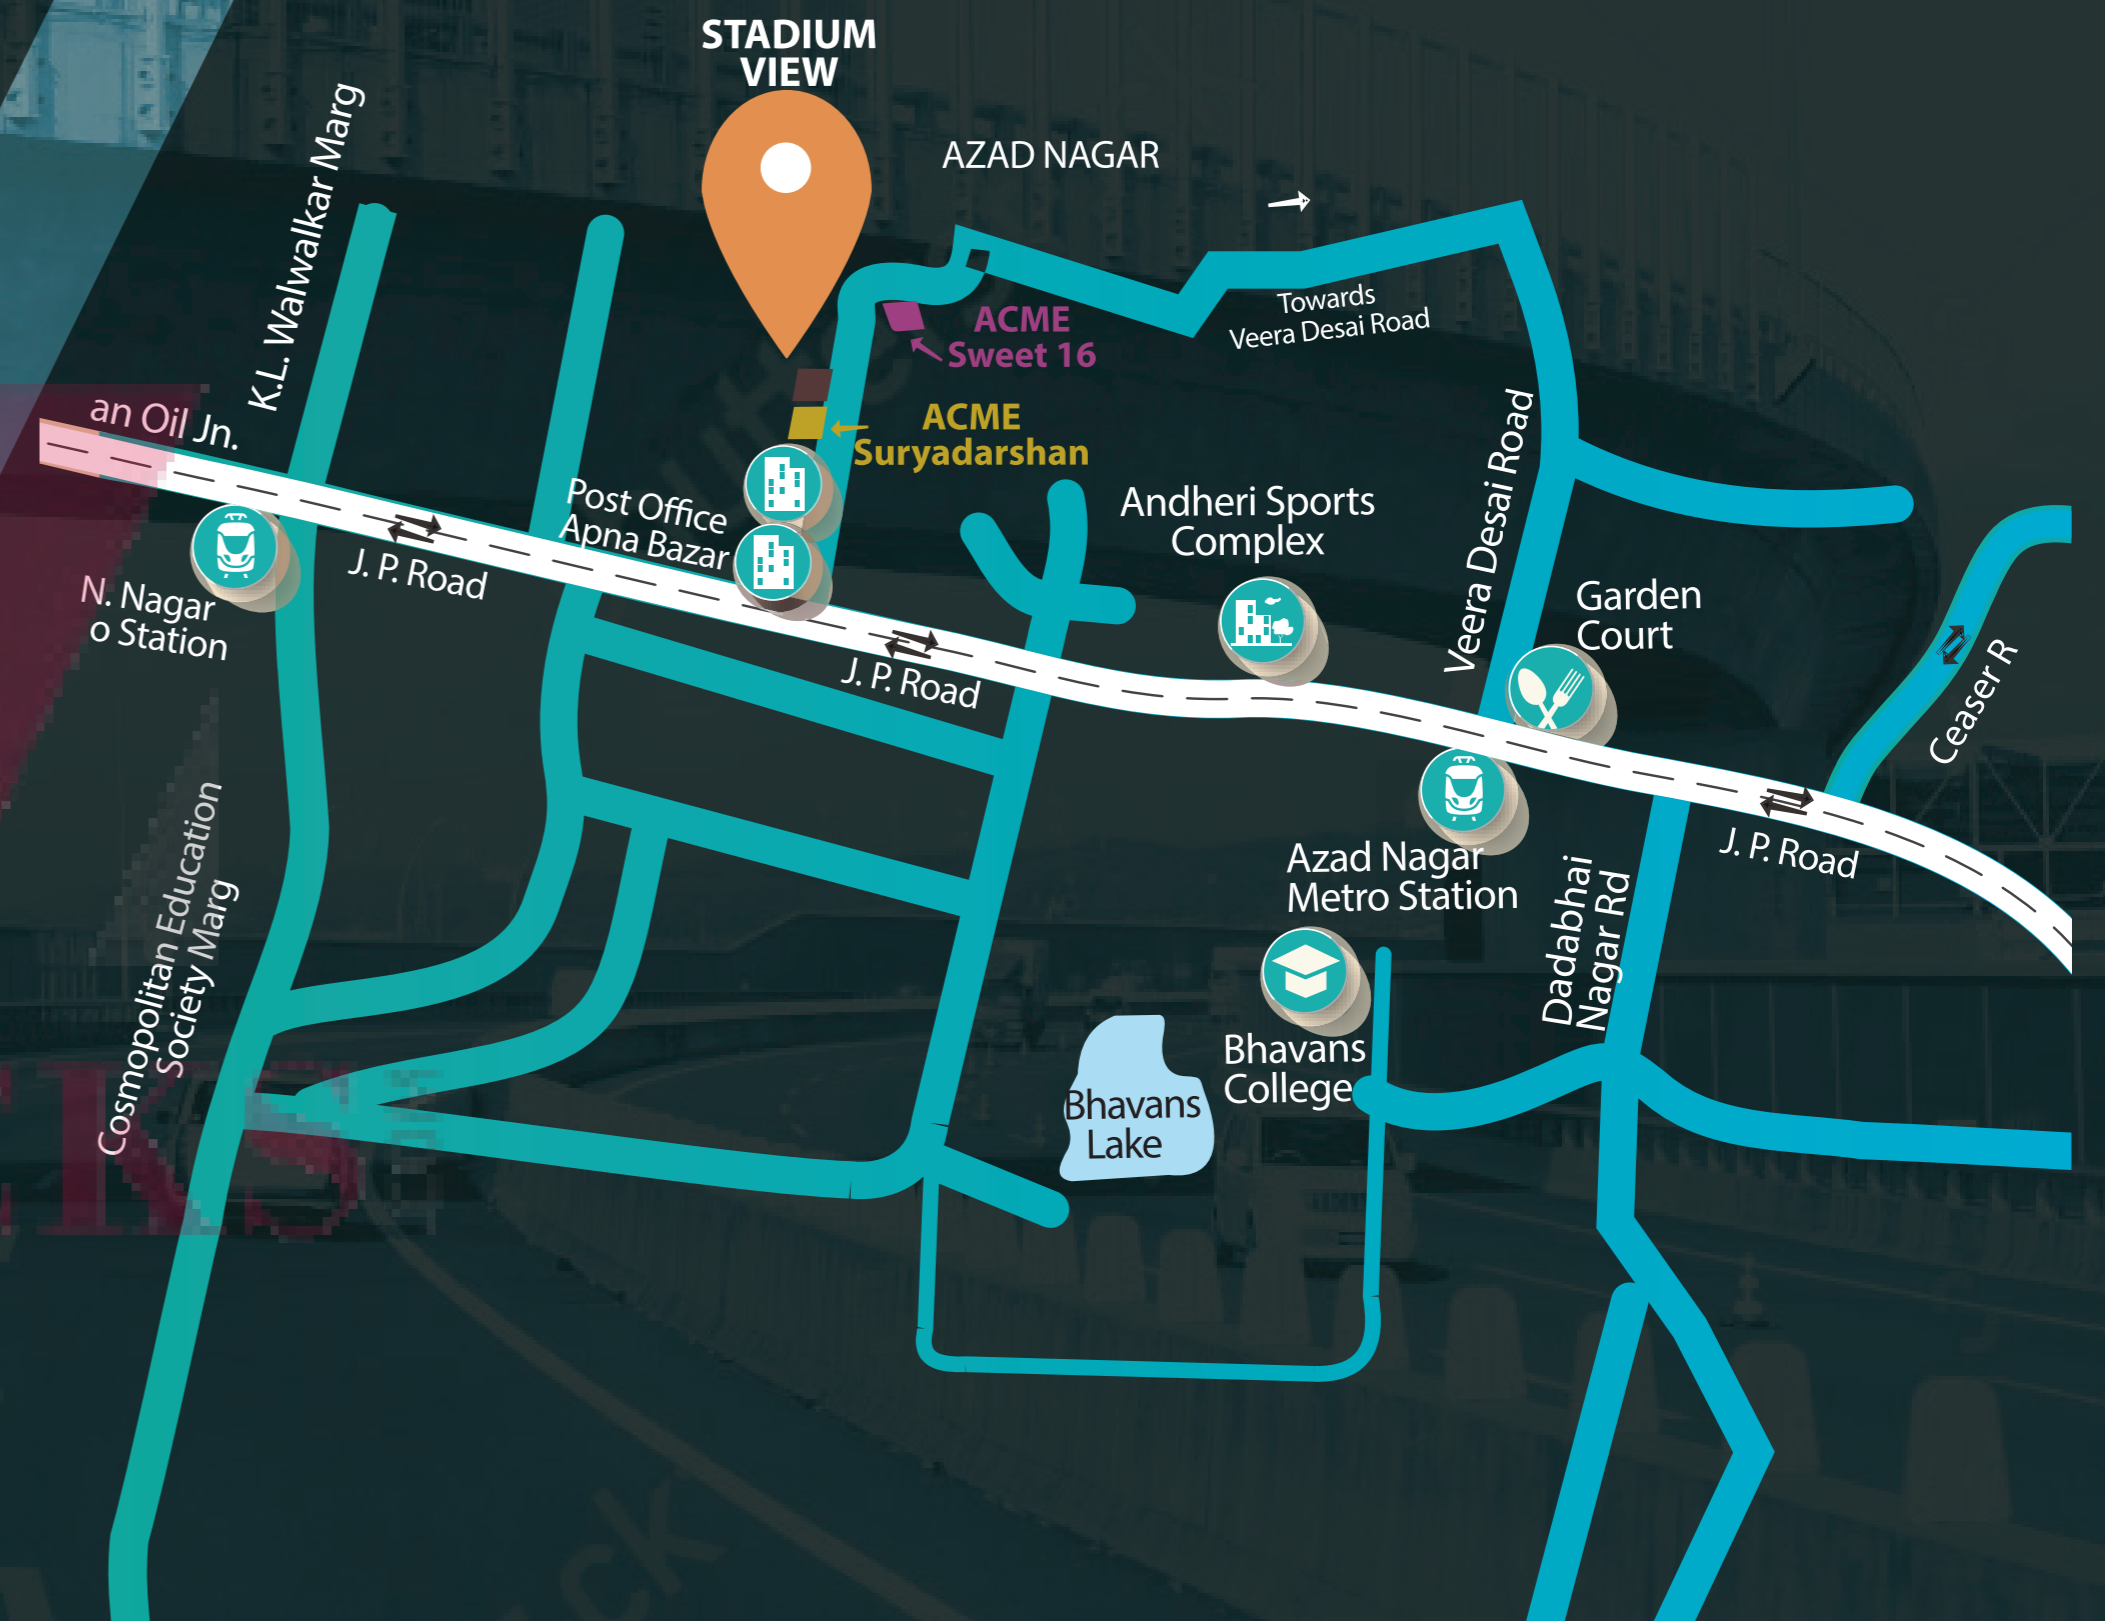 STADIUM
VIEW
AZAD NAGAR
K.L. Walwalkar Marg
Towards
Veera Desai Road
ACME
Sweet 16
ACME
Suryadarshan
an Oil Jn.
Veera Desai Road
Post Office
Apna Bazar
Andheri Sports
Complex
J. P. Road
N. Nagar
o Station
Garden
Court
J. P. Road
Ceaser R
J. P. Road
Azad Nagar
Metro Station
Dadabhai
Nagar Rd
Cosmopolitan Education
Society Marg
Bhavans
College
Bhavans
Lake
KS
ck